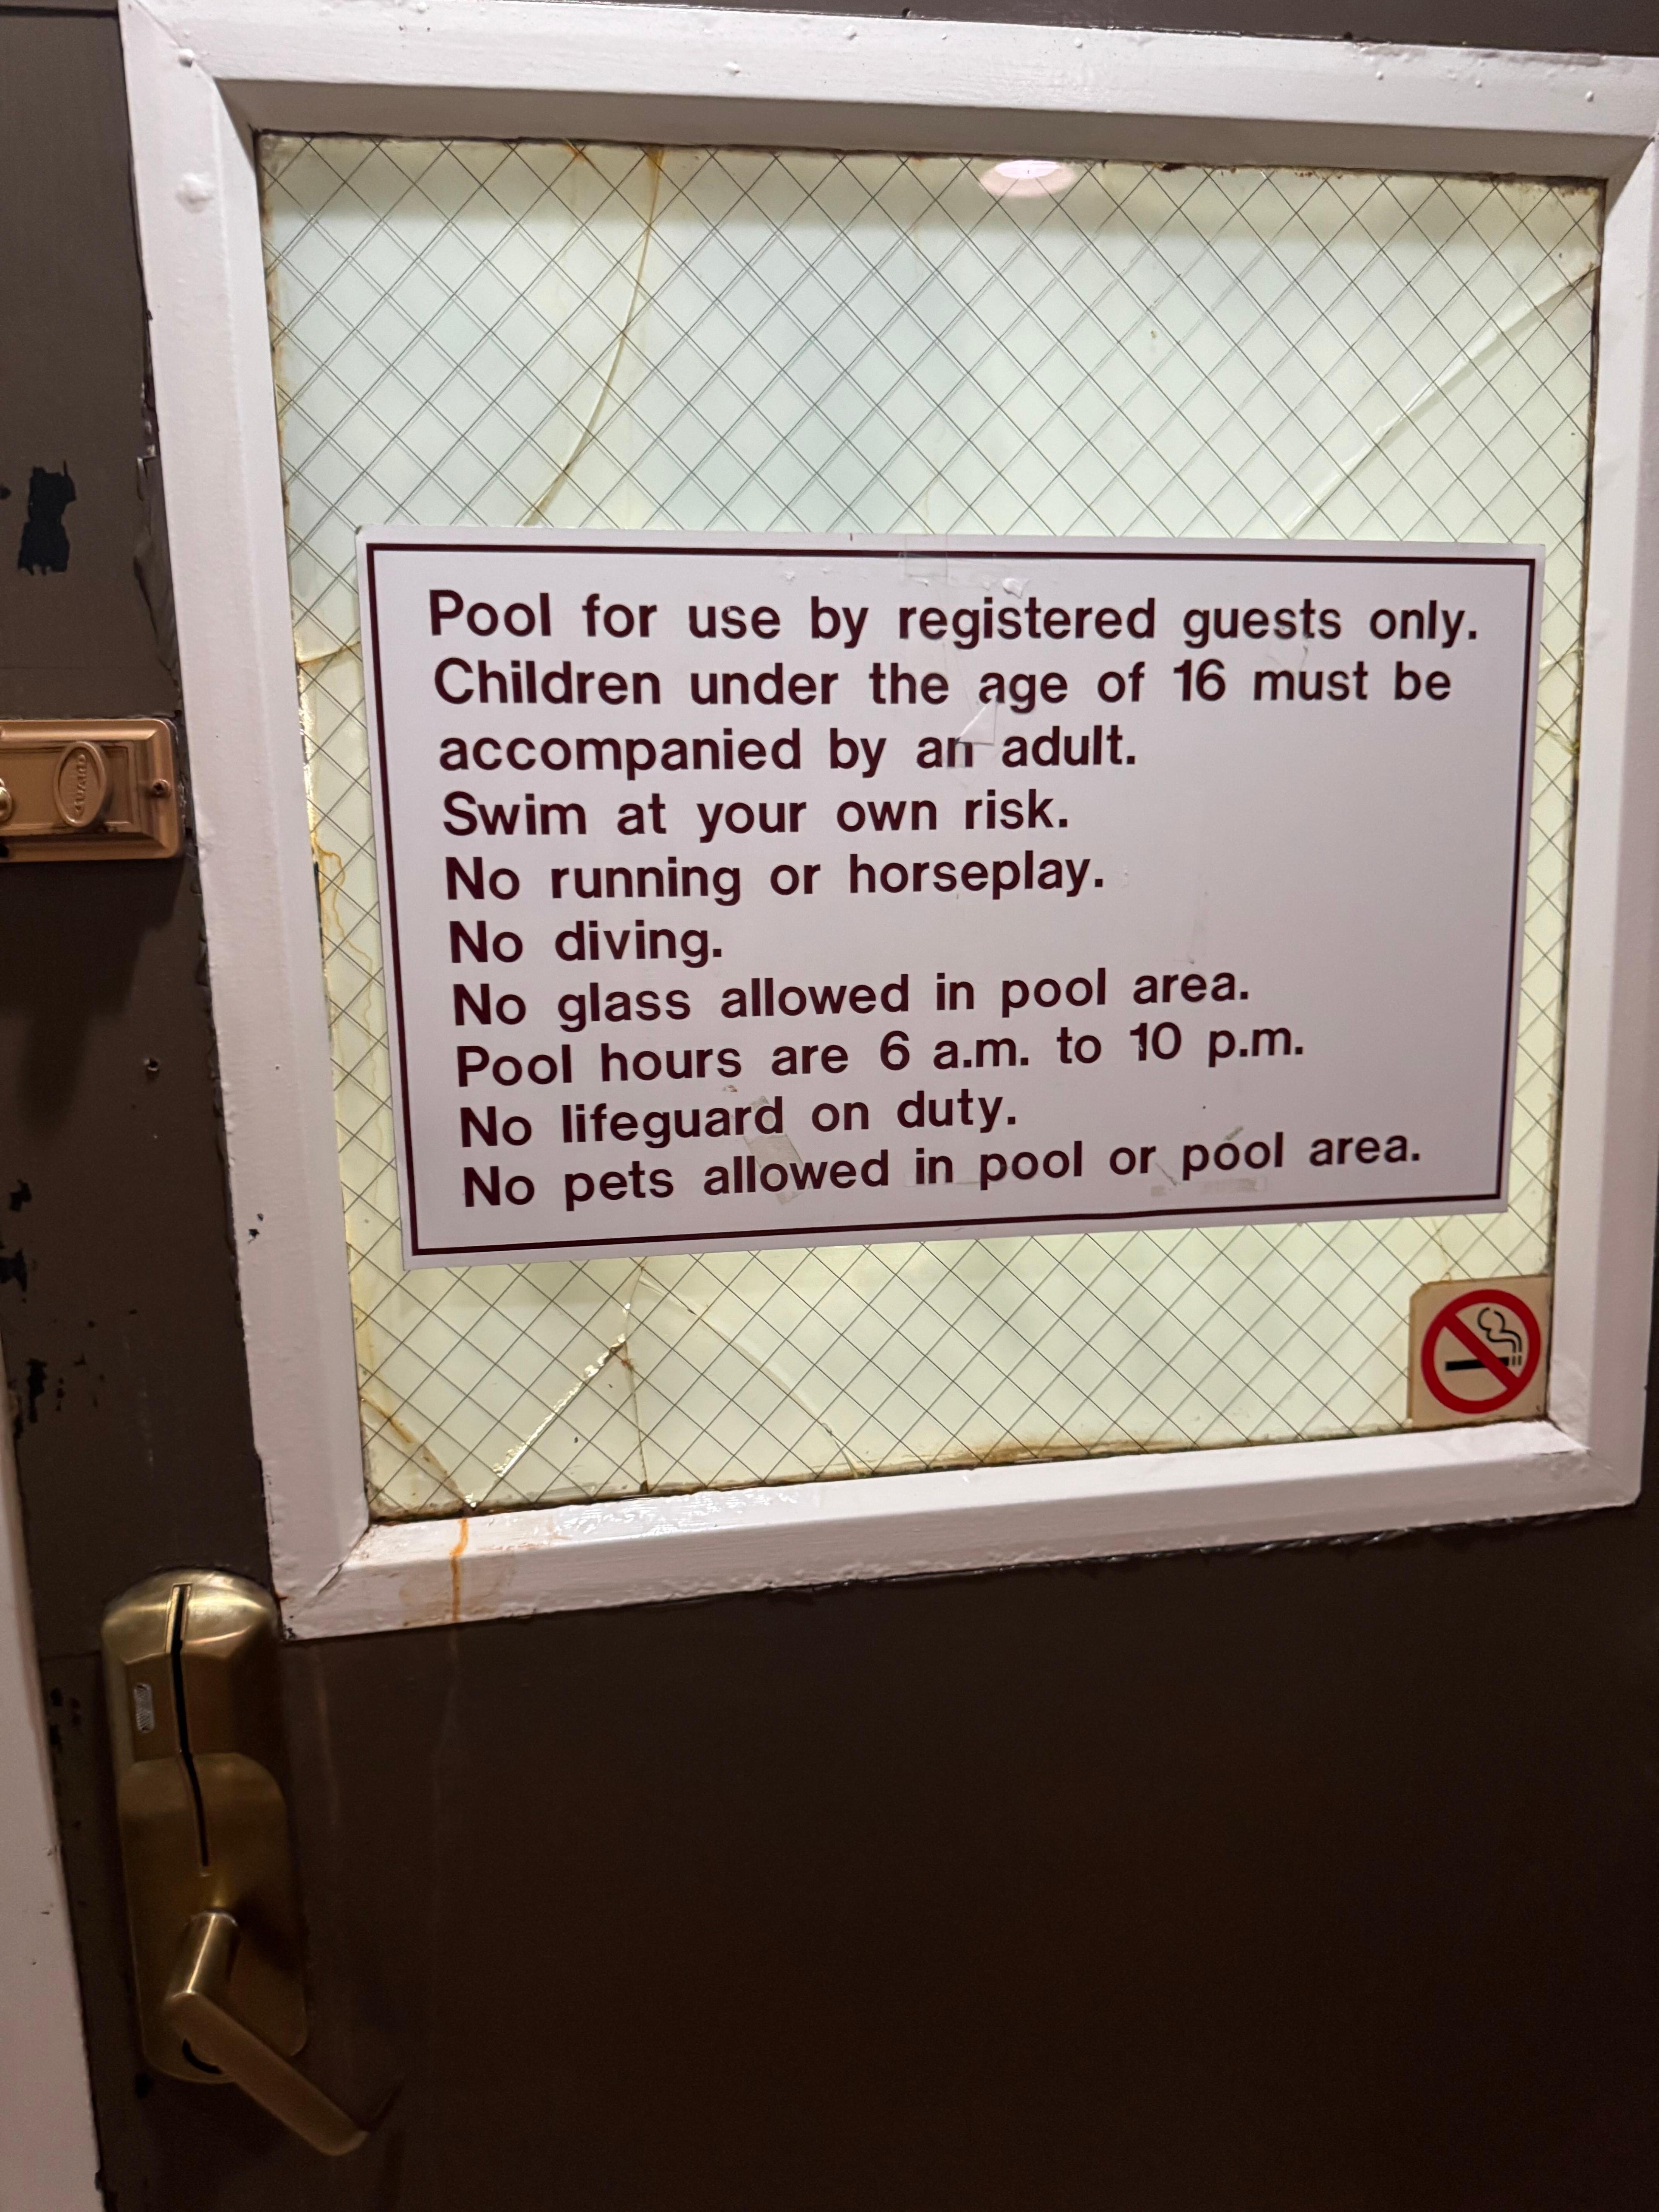 Pool for use by registered guests only.
Children under the age of 16 must be
accompanied by an adult.
Swim at your own risk.
No running or horseplay.
No diving.
No glass allowed in pool area.
Pool hours are 6 a.m. to 10 p.m.
No lifeguard on duty.
No pets allowed in pool or pool area.